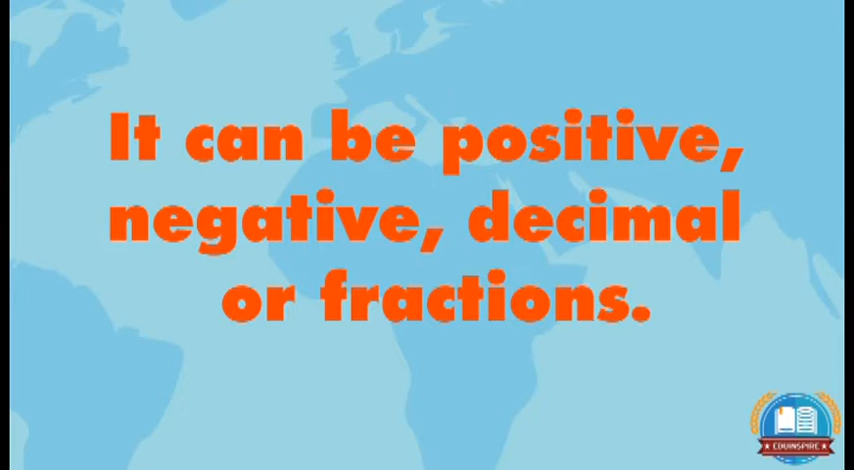 It can be positive,
negative, decimal
or fractions.
EDUINSPIRE